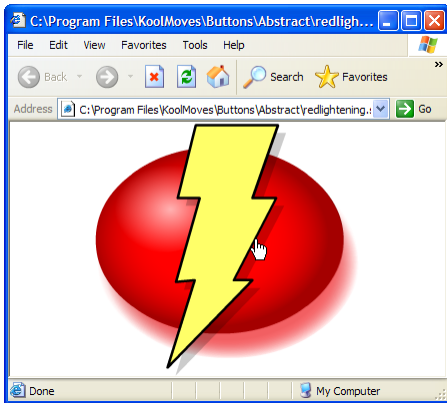 C:\Program Files\KoolMoves\Buttons\Abstract\redlighten...
File Edit View Favorites Tools Help
Back Search Favorites
Address C:\Program Files\KoolMoves\Buttons\Abstract\redlightening.s Go
Done My Computer